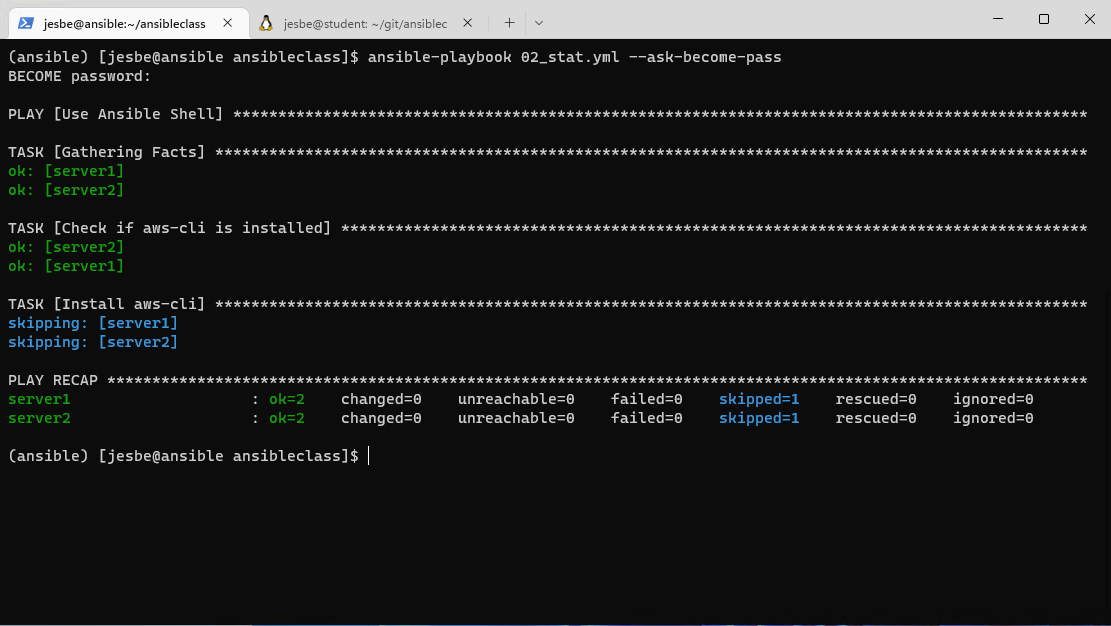 jesbe@ansible:~/ansibleclass
jesbe@student: ~/git/ansiblec
(ansible) [jesbe@ansible ansibleclass]$ ansible-playbook 02_stat.yml --ask-become-pass
BECOME password:
PLAY [Use Ansible Shell] ***********************************************************************************************
TASK [Gathering Facts] *************************************************************************************************
ok: [server1]
ok: [server2]
TASK [Check if aws-cli is installed] ***********************************************************************************
ok: [server2]
ok: [server1]
TASK [Install aws-cli] *************************************************************************************************
skipping: [server1]
skipping: [server2]
PLAY RECAP *************************************************************************************************************
server1                    : ok=2    changed=0    unreachable=0    failed=0    skipped=1    rescued=0    ignored=0
server2                    : ok=2    changed=0    unreachable=0    failed=0    skipped=1    rescued=0    ignored=0
(ansible) [jesbe@ansible ansibleclass]$